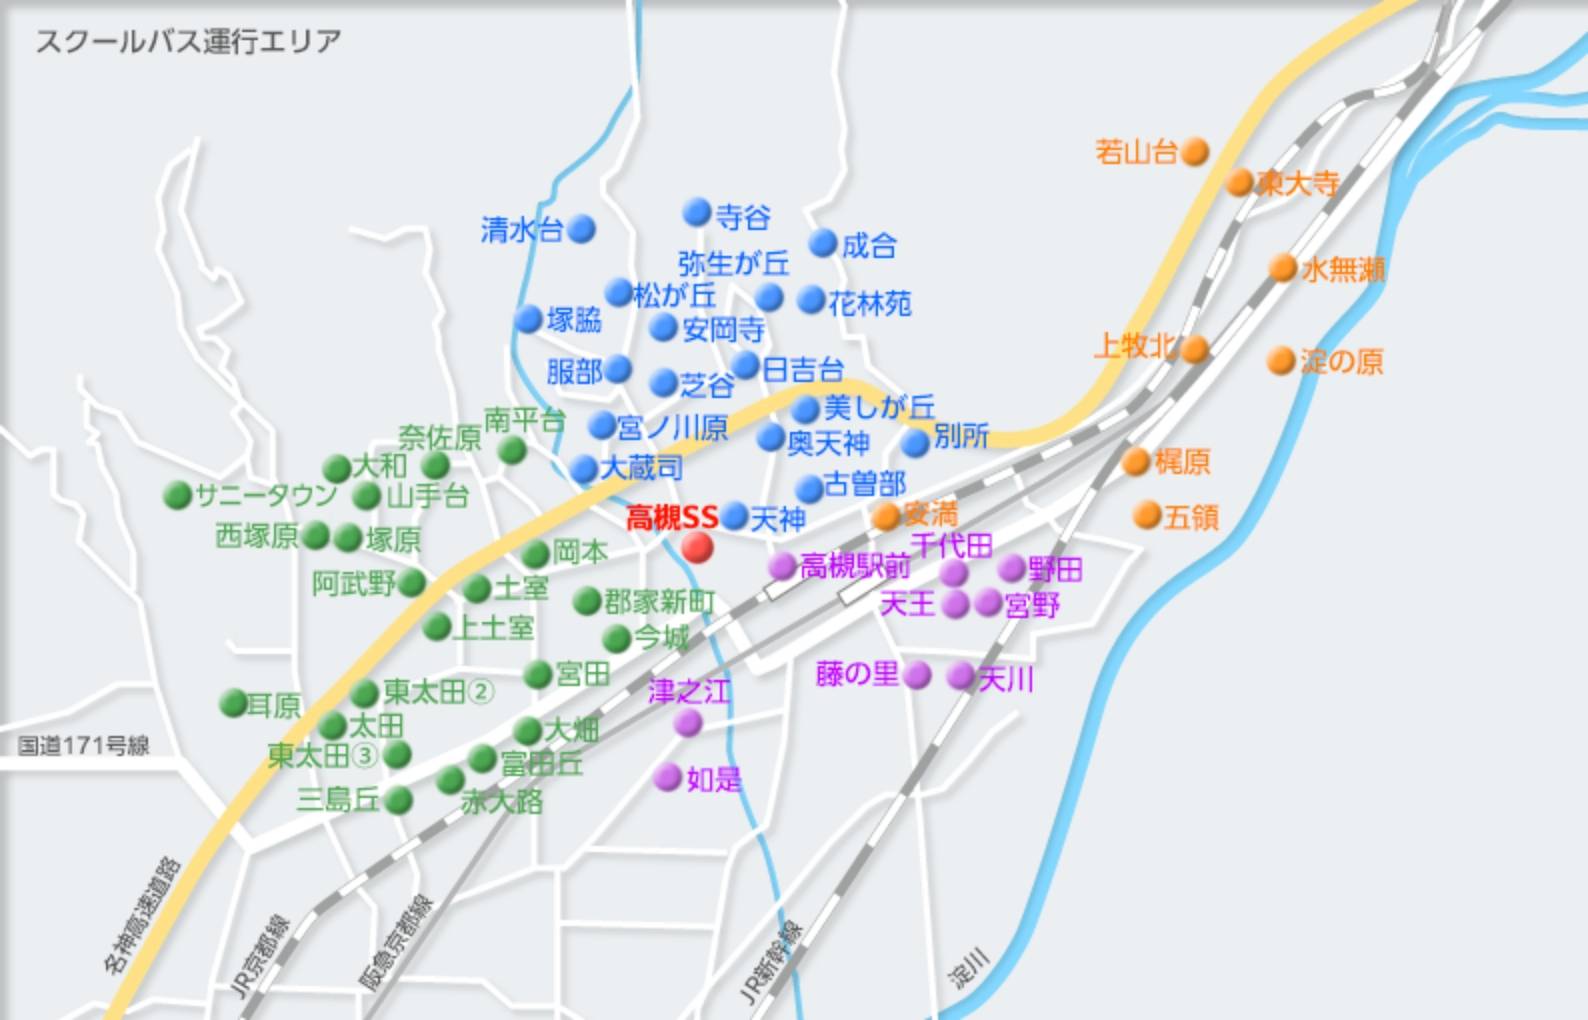 スクールバス運行エリア
若山台
東大寺
清水台
寺谷
成合
弥生が丘
水無瀬
松が丘
花林苑
塚脇
安岡寺
上牧北
淀の原
服部
芝谷
日吉台
美しが丘
南平台
宮ノ川原
奥天神
別所
奈佐原
大和
大蔵司
梶原
サニータウン
山手台
古曽部
高槻SS
天神
安満
五領
西塚原
塚原
岡本
高槻駅前
千代田
野田
阿武野
土室
郡家新町
天王
宮野
上土室
今城
宮田
藤の里
天川
東太田②
津之江
耳原
太田
大畑
国道171号線
東太田③
富田丘
如是
三島丘
赤大路
名神高速道路
JR京都線
阪急京都線
JR新幹線
淀川